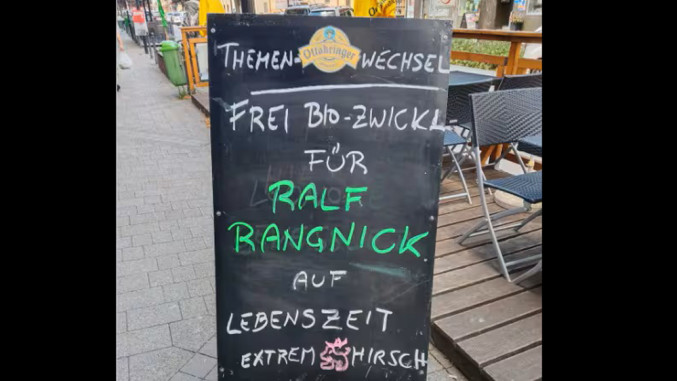 Ottakringer
THEMEN-WECHSEL
FREI BIO-ZWICKL
FÜR
RALF
RANGNICK
AUF
LEBENSZEIT
EXTREM HIRSCH